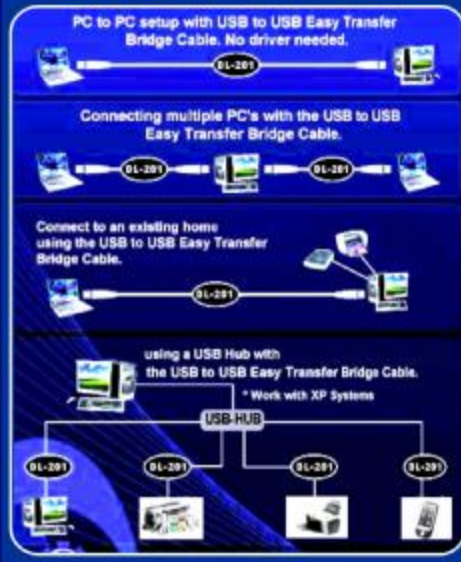 PC to PC setup with USB to USB Easy Transfer
Bridge Cable. No driver needed.
DL-201
Connecting multiple PC's with the USB to USB
Easy Transfer Bridge Cable.
DL-201
DL-201
Connect to an existing home
using the USB to USB Easy Transfer
Bridge Cable.
DL-201
using a USB Hub with
the USB to USB Easy Transfer Bridge Cable.
* Work with XP Systems
USB-HUB
DL-201
DL-201
DL-201
DL-201